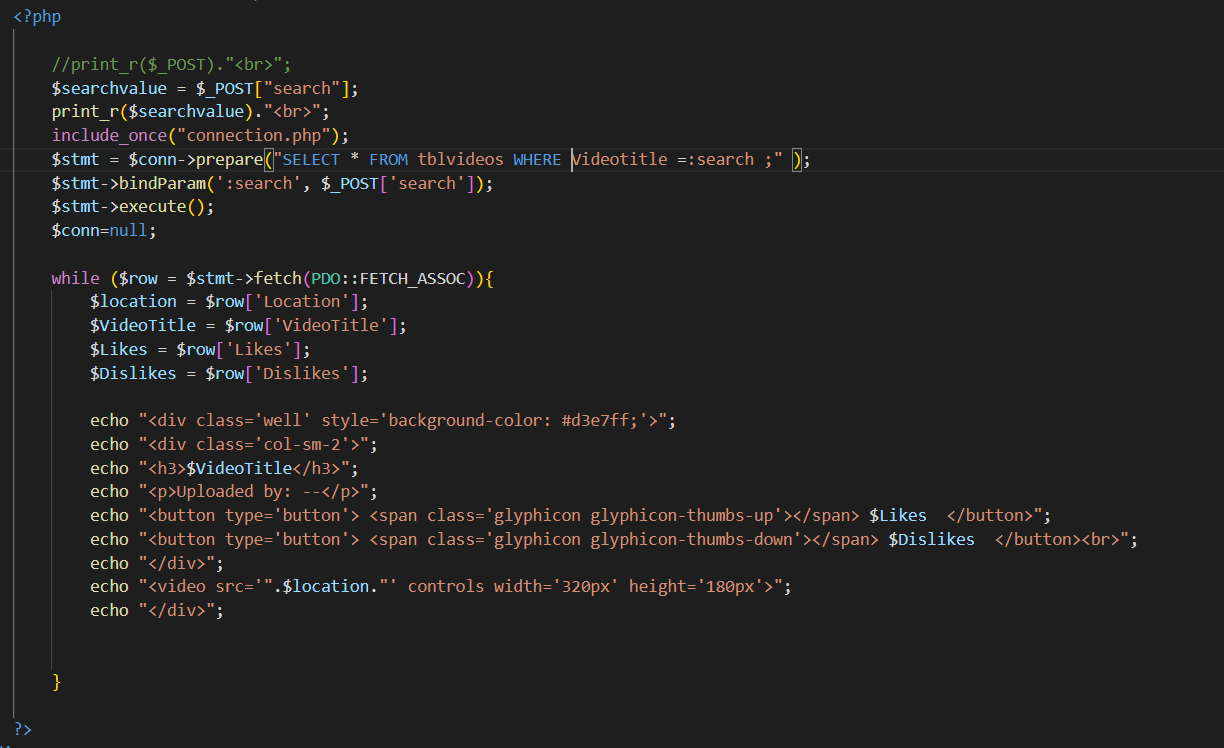 <?php
//print_r($_POST)."<br>";
$searchvalue = $_POST["search"];
print_r($searchvalue)."<br>";
include_once("connection.php");
$stmt = $conn->prepare("SELECT * FROM tblvideos WHERE Videotitle =:search ;" );
$stmt->bindParam(':search', $_POST['search']);
$stmt->execute();
$conn=null;
while ($row = $stmt->fetch(PDO::FETCH_ASSOC)){
$location = $row['Location'];
$VideoTitle = $row['VideoTitle'];
$Likes = $row['Likes'];
$Dislikes = $row['Dislikes'];
echo "<div class='well' style='background-color: #d3e7ff;'>";
echo "<div class='col-sm-2'>";
echo "<h3>$VideoTitle</h3>";
echo "<p>Uploaded by: --</p>";
echo "<button type='button'> <span class='glyphicon glyphicon-thumbs-up'></span> $Likes  </button>";
echo "<button type='button'> <span class='glyphicon glyphicon-thumbs-down'></span> $Dislikes  </button><br>";
echo "</div>";
echo "<video src='".$location."' controls width='320px' height='180px'>";
echo "</div>";
}
?>